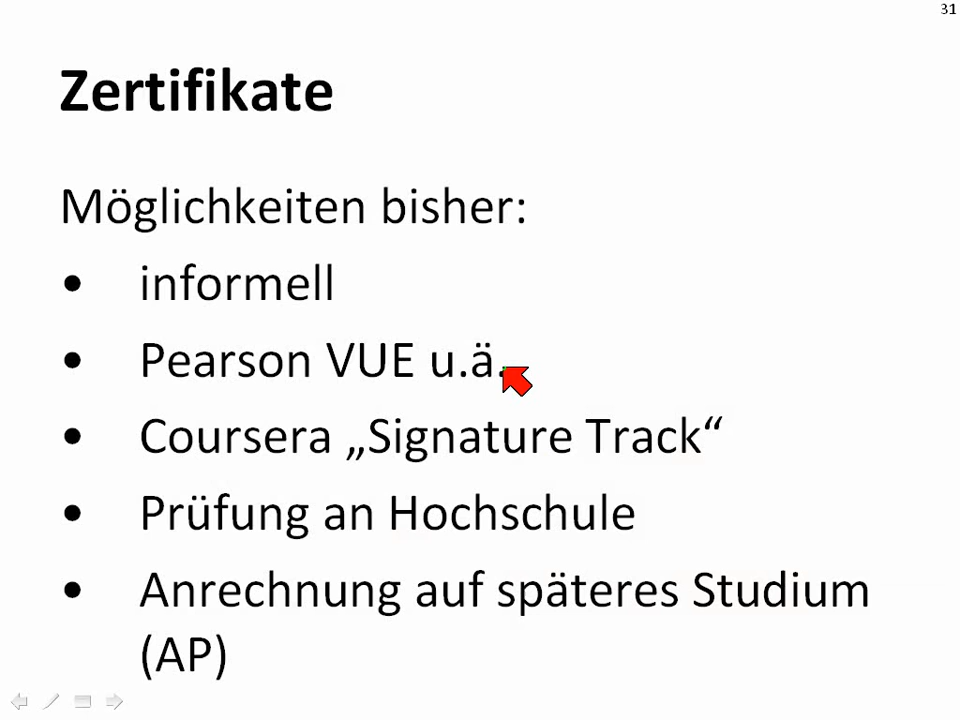 31
Zertifikate
Möglichkeiten bisher:
• informell
• Pearson VUE u.ä.
• Coursera „Signature Track“
• Prüfung an Hochschule
• Anrechnung auf späteres Studium
(AP)